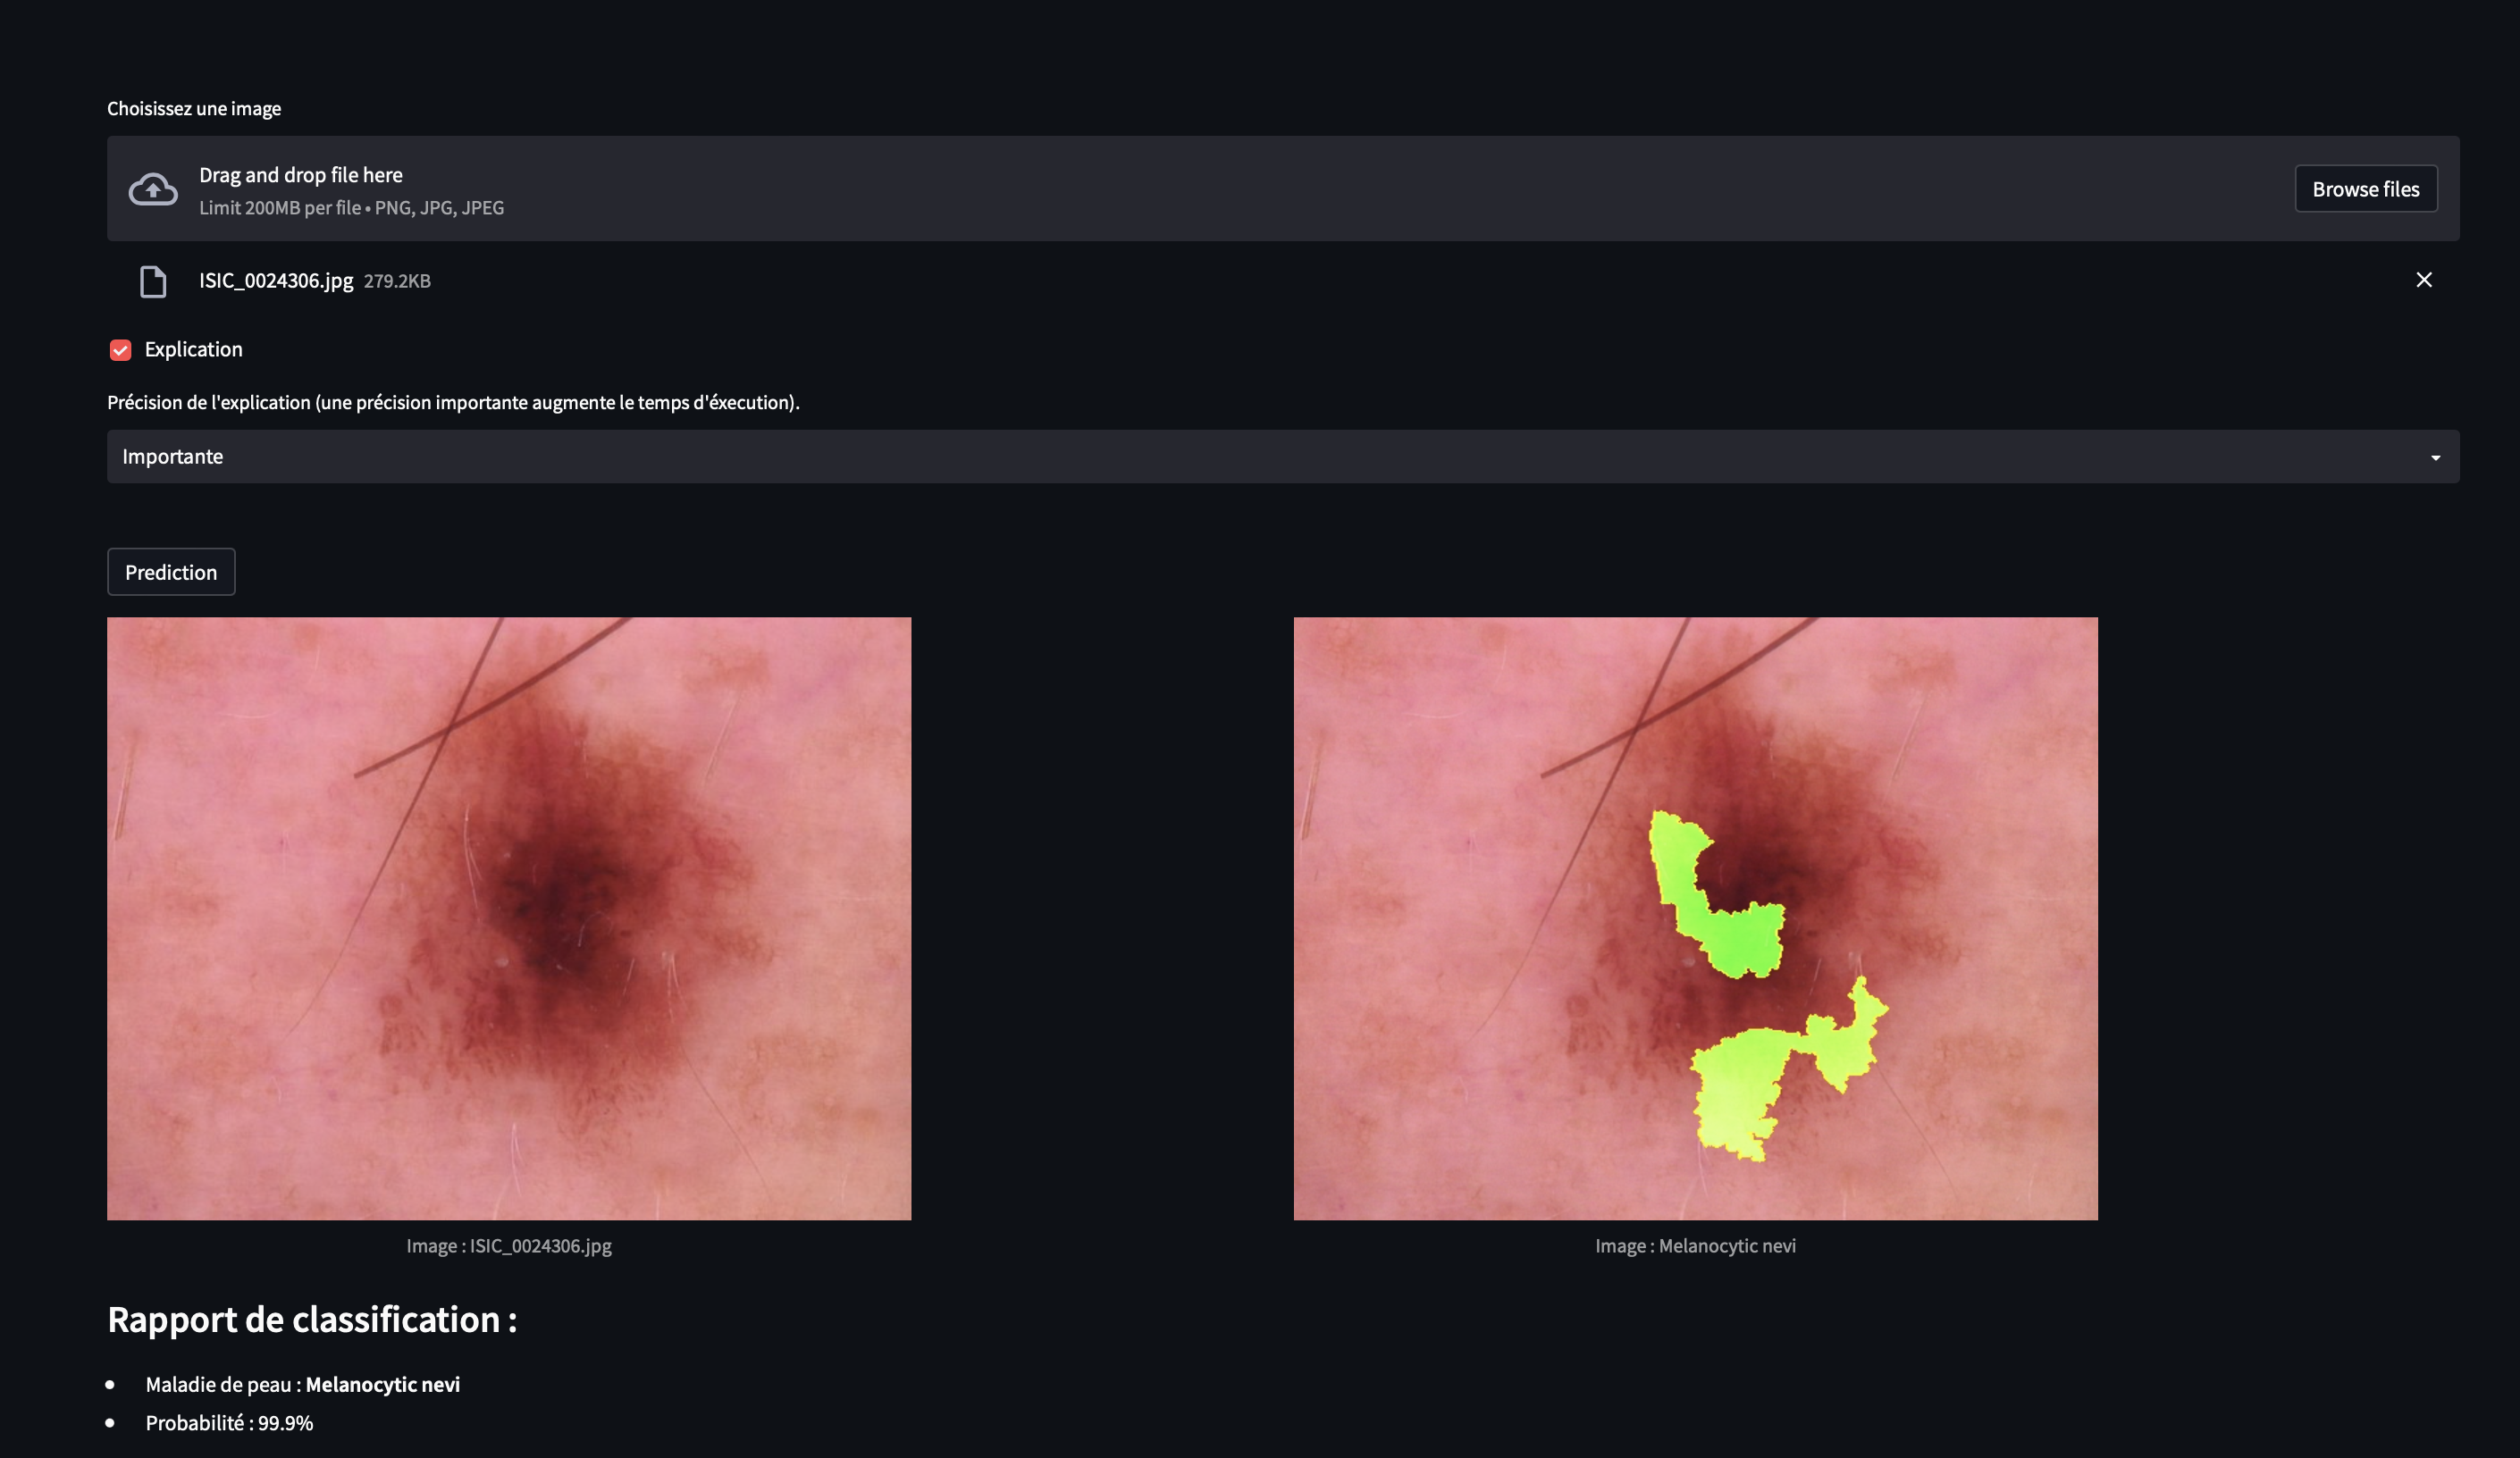 Choisissez une image
Drag and drop file here
Limit 200MB per file • PNG, JPG, JPEG
Browse files
ISIC_0024306.jpg 279.2KB
Explication
Précision de l'explication (une précision importante augmente le temps d'éxecution).
Importante
Prediction
Image : ISIC_0024306.jpg
Image : Melanocytic nevi
Rapport de classification :
• Maladie de peau : Melanocytic nevi
• Probabilité : 99.9%